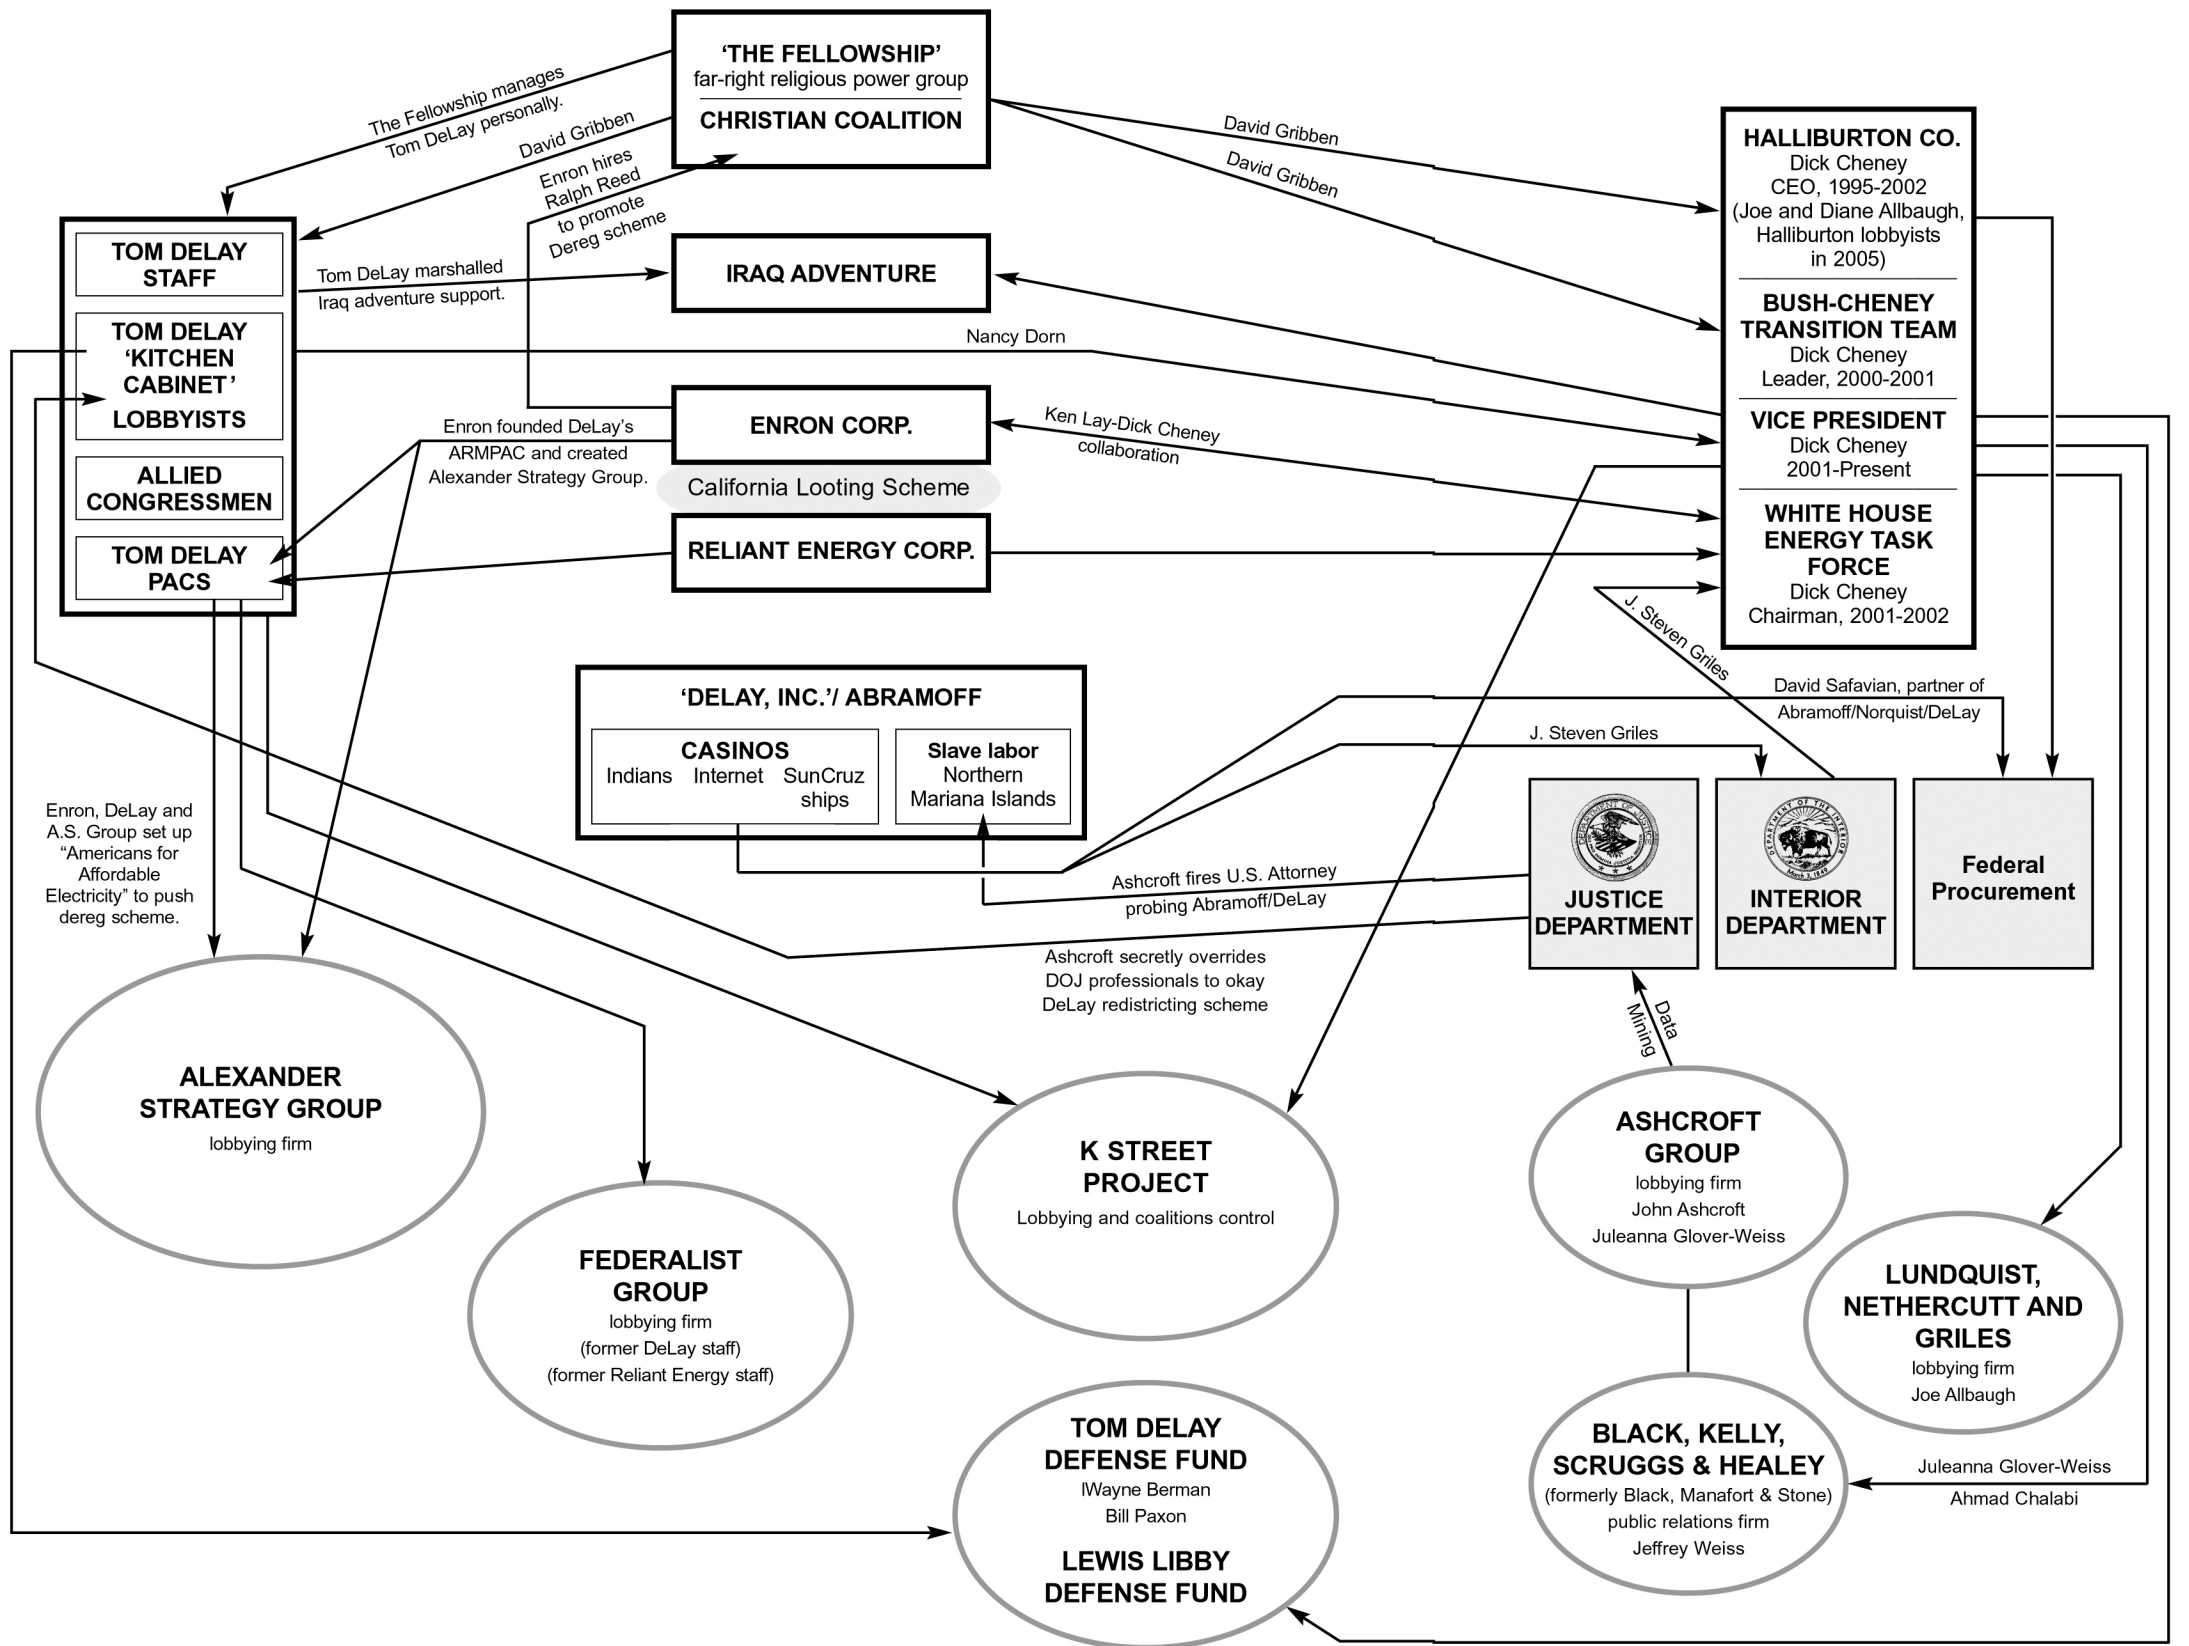 ‘THE FELLOWSHIP’
far-right religious power group
CHRISTIAN COALITION
The Fellowship manages
Tom DeLay personally.
David Gribben
Enron hires
Ralph Reed
to promote
Dereg scheme
David Gribben
David Gribben
HALLIBURTON CO.
Dick Cheney
CEO, 1995-2002
(Joe and Diane Allbaugh,
Halliburton lobbyists
in 2005)
BUSH-CHENEY
TRANSITION TEAM
Dick Cheney
Leader, 2000-2001
VICE PRESIDENT
Dick Cheney
2001-Present
WHITE HOUSE
ENERGY TASK
FORCE
Dick Cheney
Chairman, 2001-2002
TOM DELAY
STAFF
TOM DELAY
‘KITCHEN
CABINET’
LOBBYISTS
ALLIED
CONGRESSMEN
TOM DELAY
PACS
Tom DeLay marshalled
Iraq adventure support.
IRAQ ADVENTURE
Nancy Dorn
ENRON CORP.
Enron founded DeLay’s
ARMPAC and created
Alexander Strategy Group.
Ken Lay-Dick Cheney
collaboration
California Looting Scheme
RELIANT ENERGY CORP.
J. Steven Griles
‘DELAY, INC.’/ ABRAMOFF
CASINOS
Indians Internet SunCruz
ships
Slave labor
Northern
Mariana Islands
David Safavian, partner of
Abramoff/Norquist/DeLay
J. Steven Griles
Enron, DeLay and
A.S. Group set up
“Americans for
Affordable
Electricity” to push
dereg scheme.
Ashcroft fires U.S. Attorney
probing Abramoff/DeLay
Ashcroft secretly overrides
DOJ professionals to okay
DeLay redistricting scheme
DEPARTMENT OF JUSTICE
JUSTICE
DEPARTMENT
DEPARTMENT OF THE INTERIOR
March 3, 1849
INTERIOR
DEPARTMENT
Federal
Procurement
Data
Mining
ALEXANDER
STRATEGY GROUP
lobbying firm
FEDERALIST
GROUP
lobbying firm
(former DeLay staff)
(former Reliant Energy staff)
K STREET
PROJECT
Lobbying and coalitions control
ASHCROFT
GROUP
lobbying firm
John Ashcroft
Juleanna Glover-Weiss
LUNDQUIST,
NETHERCUTT AND
GRILES
lobbying firm
Joe Allbaugh
TOM DELAY
DEFENSE FUND
lWayne Berman
Bill Paxon
LEWIS LIBBY
DEFENSE FUND
BLACK, KELLY,
SCRUGGS & HEALEY
(formerly Black, Manafort & Stone)
public relations firm
Jeffrey Weiss
Juleanna Glover-Weiss
Ahmad Chalabi